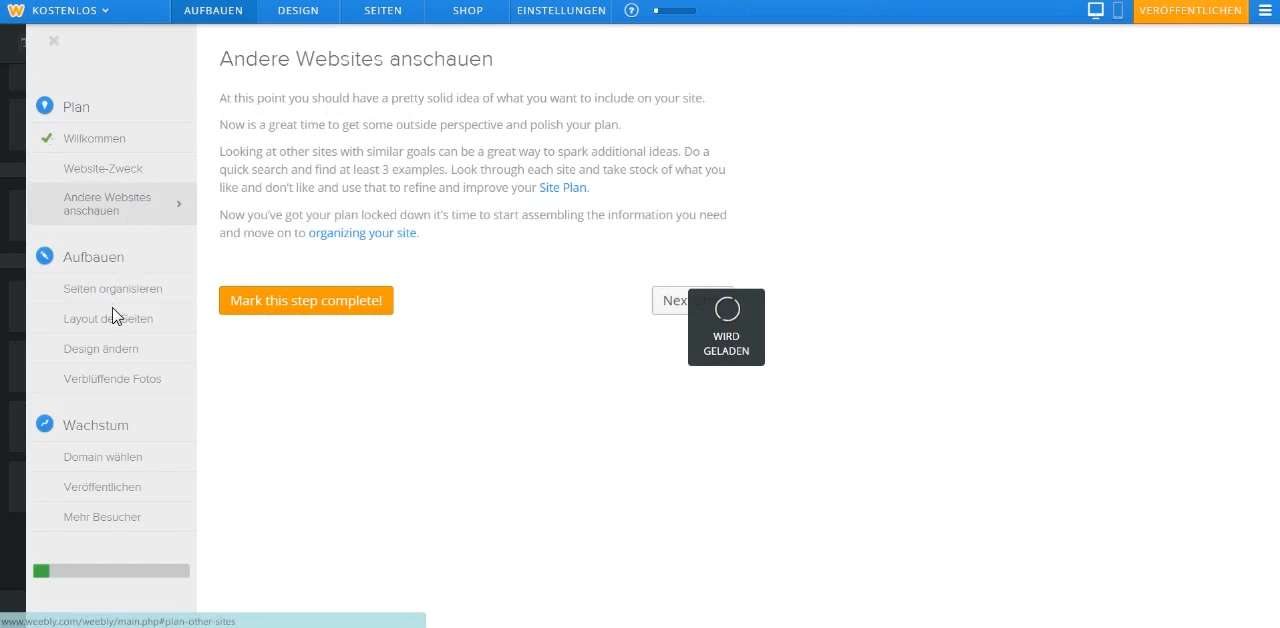 KOSTENLOS
AUFBAUEN
DESIGN
SEITEN
SHOP
EINSTELLUNGEN
VERÖFFENTLICHEN
Plan
Willkommen
Website-Zweck
Andere Websites
anschauen
Aufbauen
Seiten organisieren
Layout der Seiten
Design ändern
Verblüffende Fotos
Wachstum
Domain wählen
Veröffentlichen
Mehr Besucher
Andere Websites anschauen
At this point you should have a pretty solid idea of what you want to include on your site.
Now is a great time to get some outside perspective and polish your plan.
Looking at other sites with similar goals can be a great way to spark additional ideas. Do a
quick search and find at least 3 examples. Look through each site and take stock of what you
like and don't like and use that to refine and improve your Site Plan.
Now you've got your plan locked down it's time to start assembling the information you need
and move on to organizing your site.
Mark this step complete!
WIRD
GELADEN
www.weebly.com/weebly/main.php#plan-other-sites